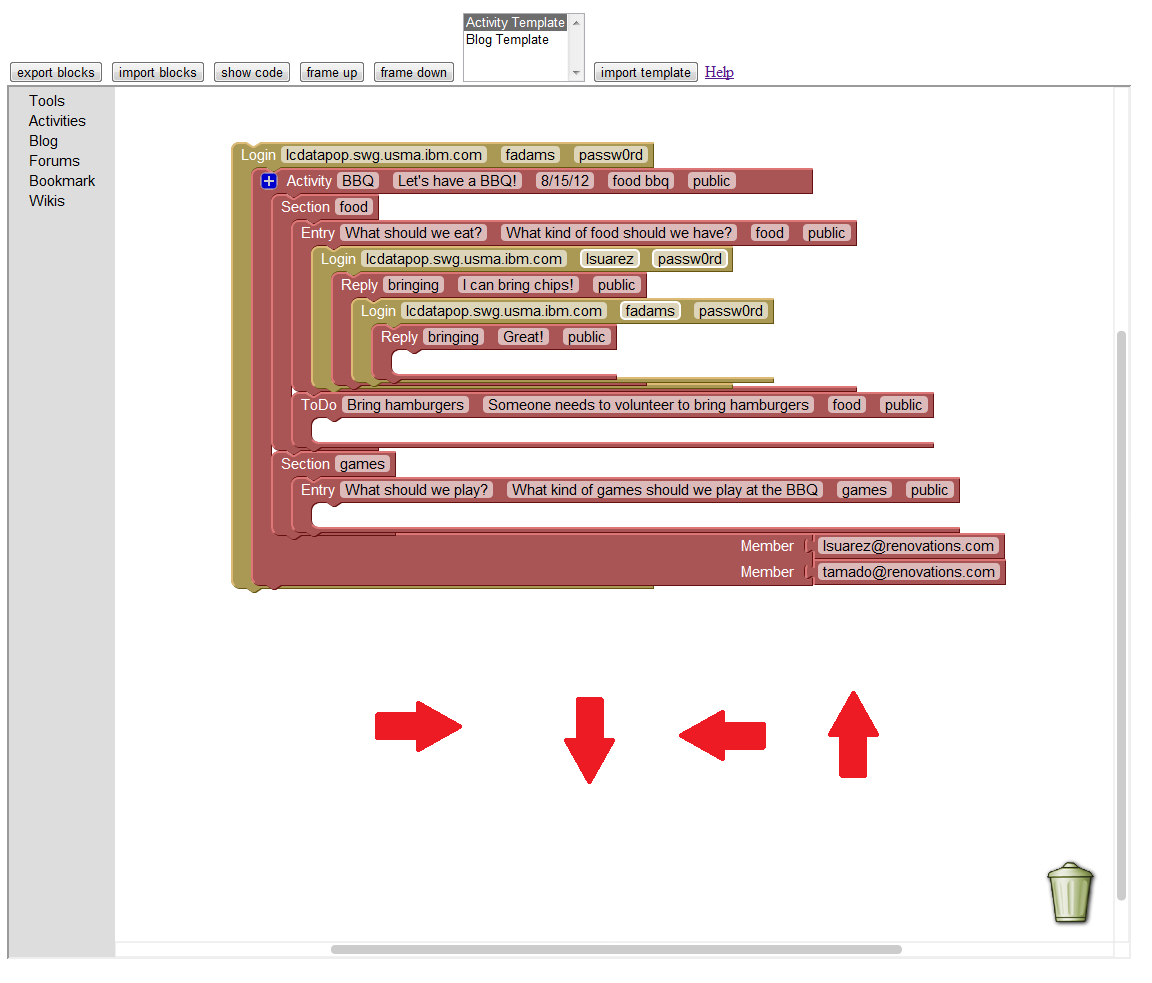 Activity Template
Blog Template
export blocks import blocks show code frame up frame down import template Help
Tools
Activities
Blog
Forums
Bookmark
Wikis
Login lcdatapop.swg.usma.ibm.com fadams passw0rd
Activity BBQ Let's have a BBQ! 8/15/12 food bbq public
Section food
Entry What should we eat? What kind of food should we have? food public
Login lcdatapop.swg.usma.ibm.com lsuarez passw0rd
Reply bringing I can bring chips! public
Login lcdatapop.swg.usma.ibm.com fadams passw0rd
Reply bringing Great! public
ToDo Bring hamburgers Someone needs to volunteer to bring hamburgers food public
Section games
Entry What should we play? What kind of games should we play at the BBQ games public
Member lsuarez@renovations.com
Member tamado@renovations.com